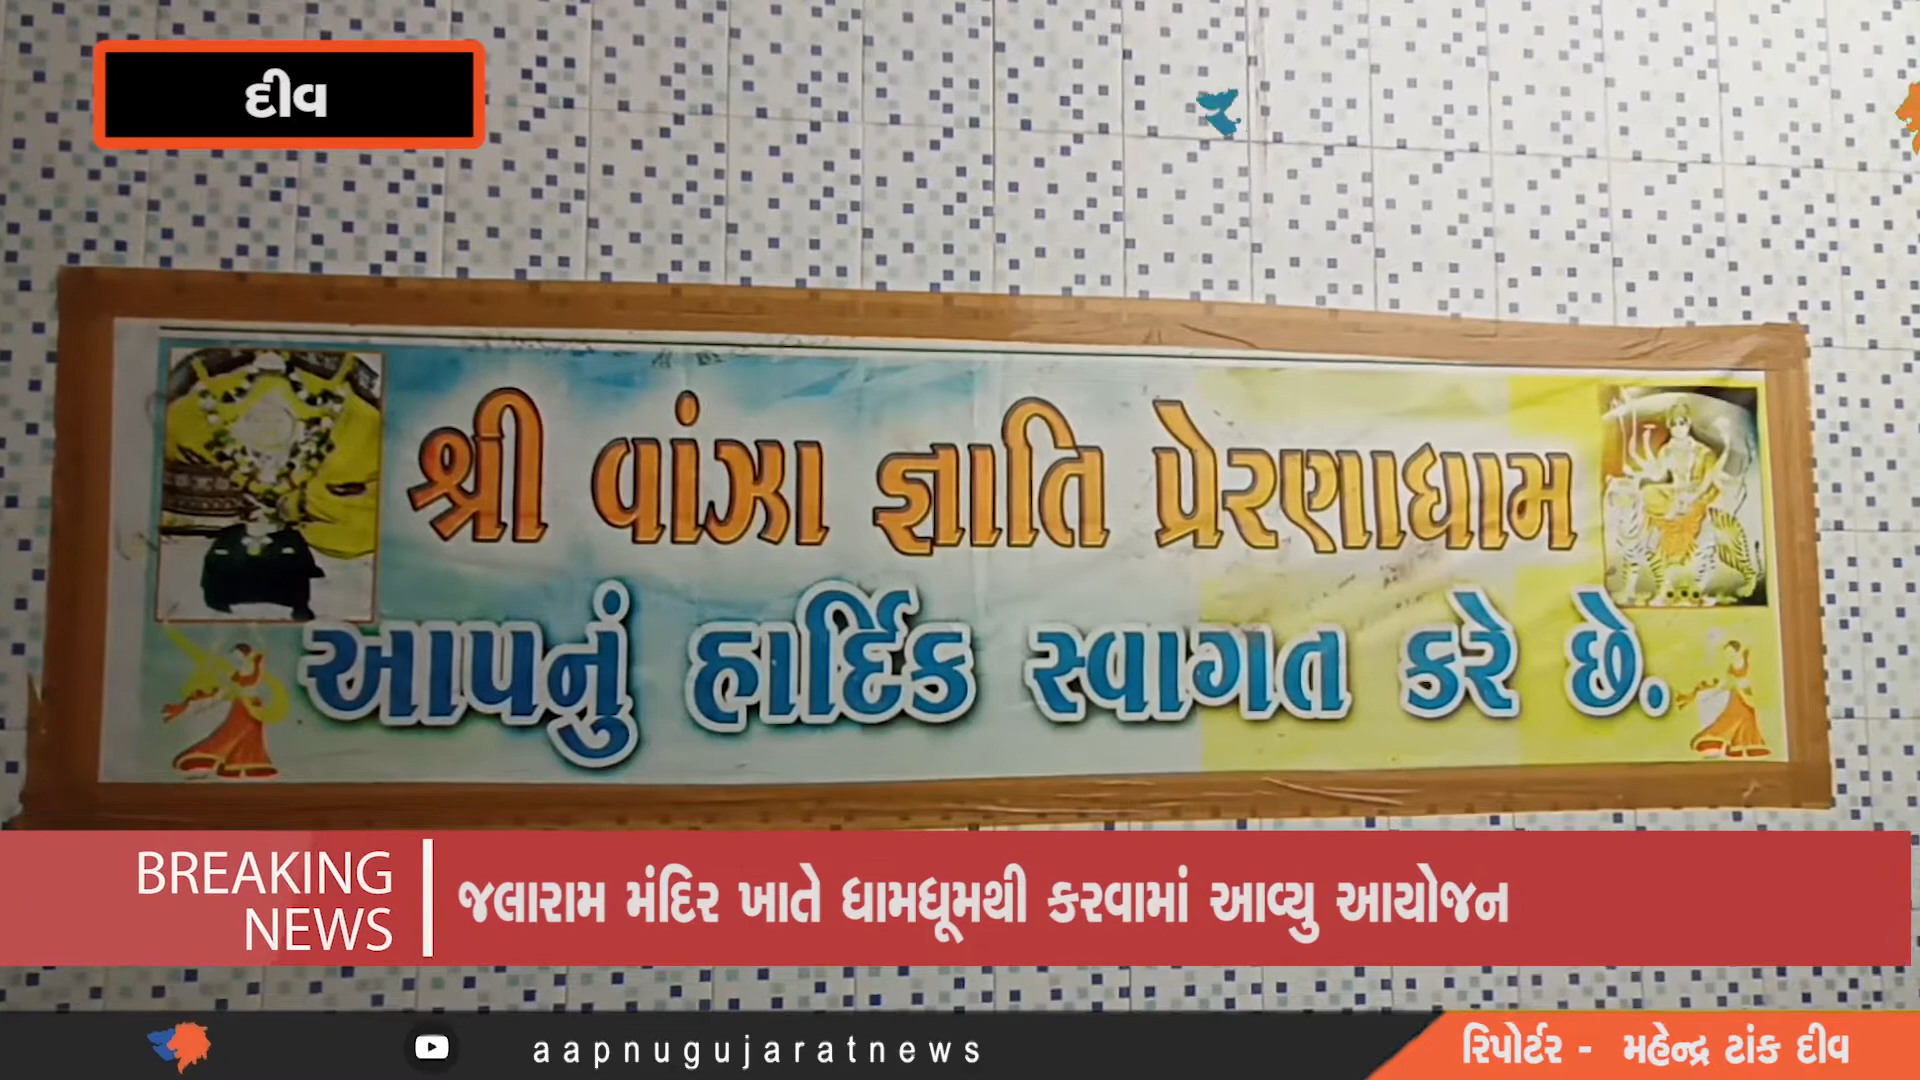 દીવ
શ્રી વાંઝા જ્ઞાતિ પ્રેરણાધામ
આપનું હાર્દિક સ્વાગત કરે છે.
BREAKING
NEWS
જલારામ મંદિર ખાતે ધામધૂમથી કરવામાં આવ્યુ આયોજન
aapnugujaratnews
રિપોર્ટર - મહેન્દ્ર ટાંક દીવ